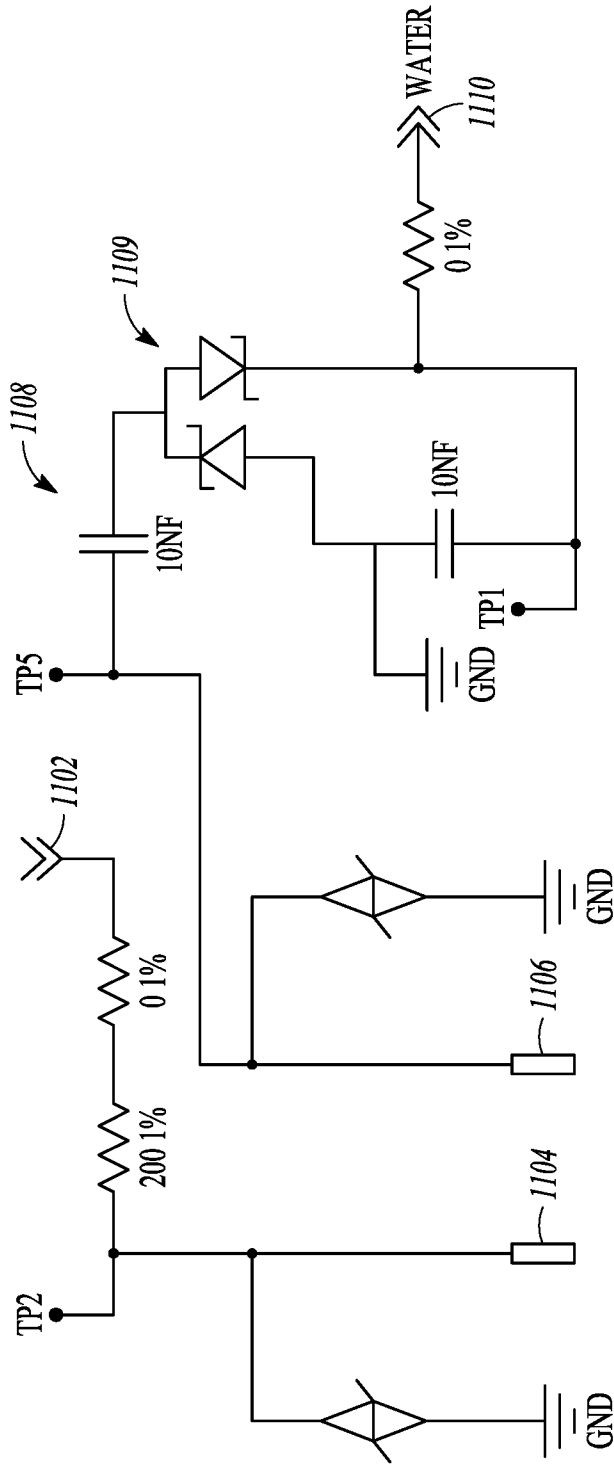 TP2
200 1%
0 1%
1102
TP5
10NF
1108
1109
WATER
1110
0 1%
10NF
TP1
GND
GND
1106
1104
GND